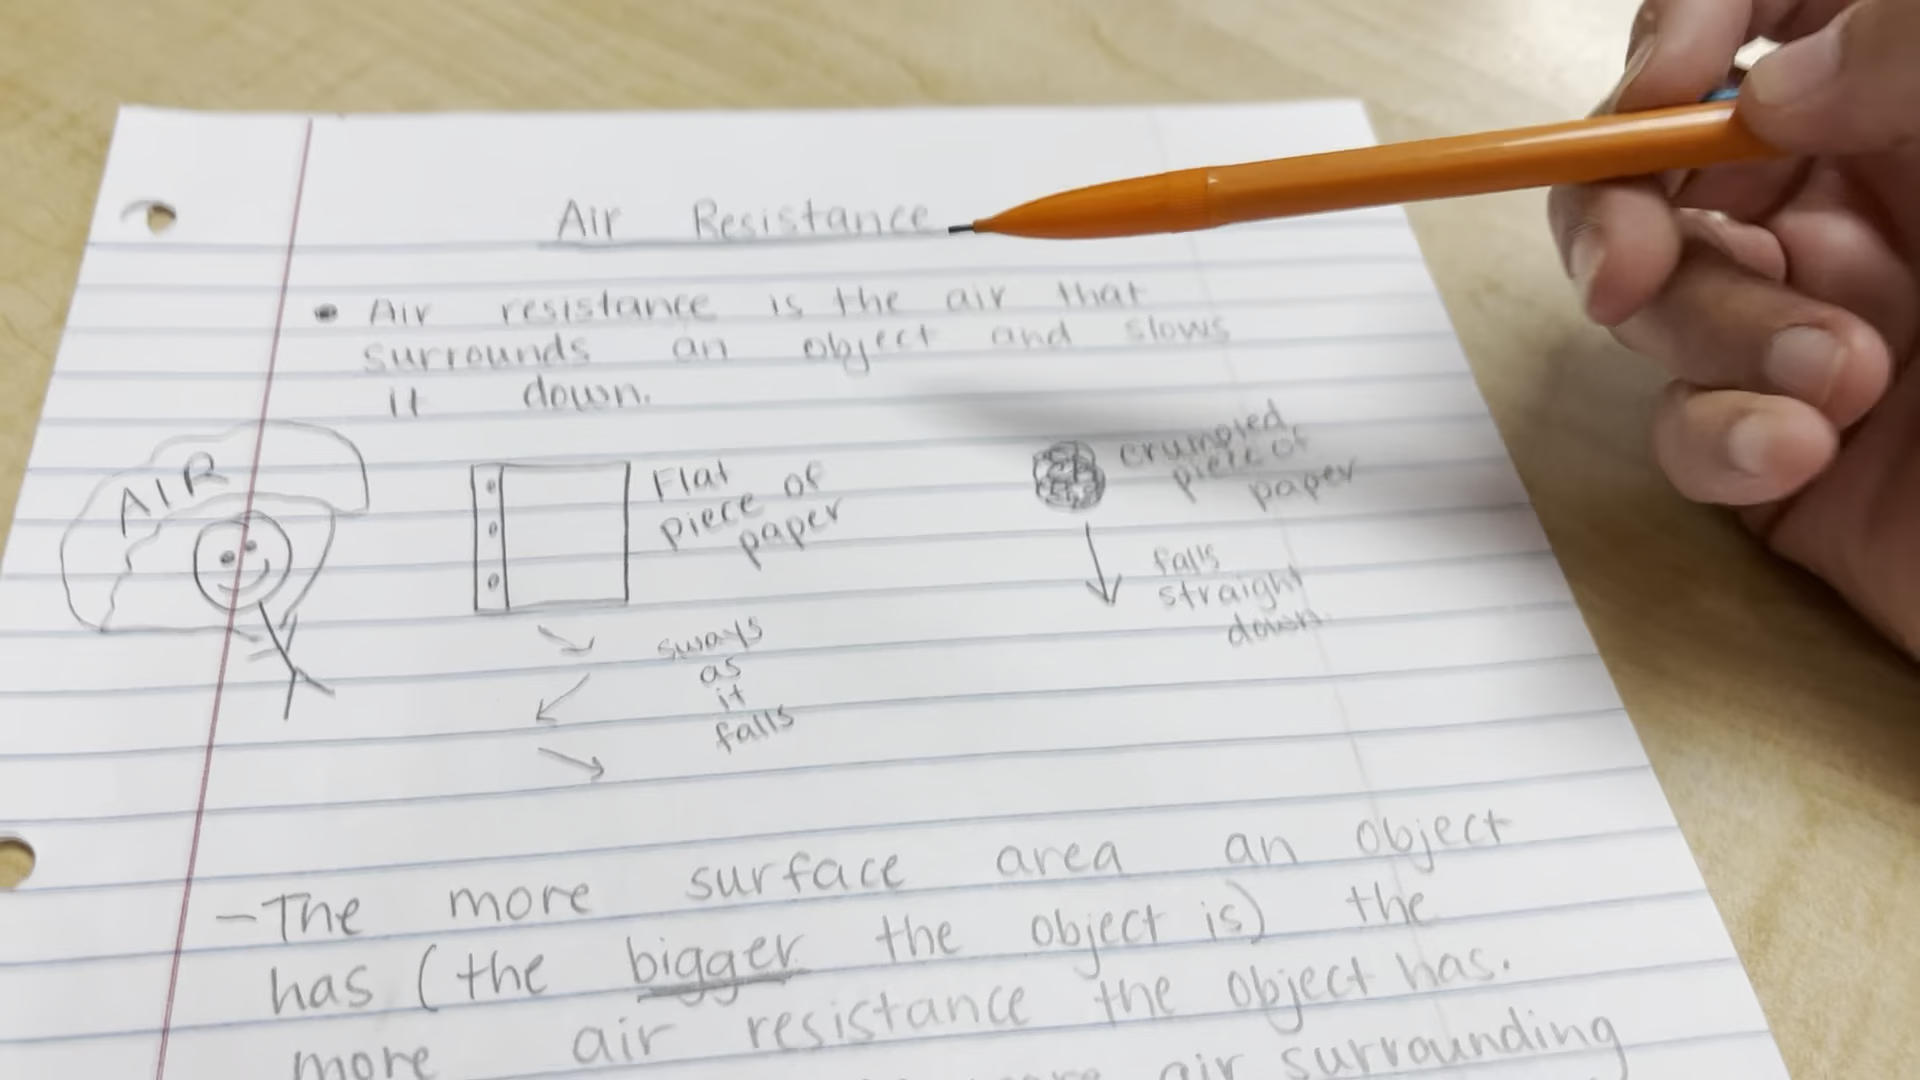 Air Resistance
• Air resistance is the air that
surrounds an object and slows
it down.
AIR
Flat
piece of
paper
sways
as
it
falls
crumpled
piece of
paper
falls
straight
down.
-The more surface area an object
has (the bigger the object is) the
more air resistance the object has.
air surrounding